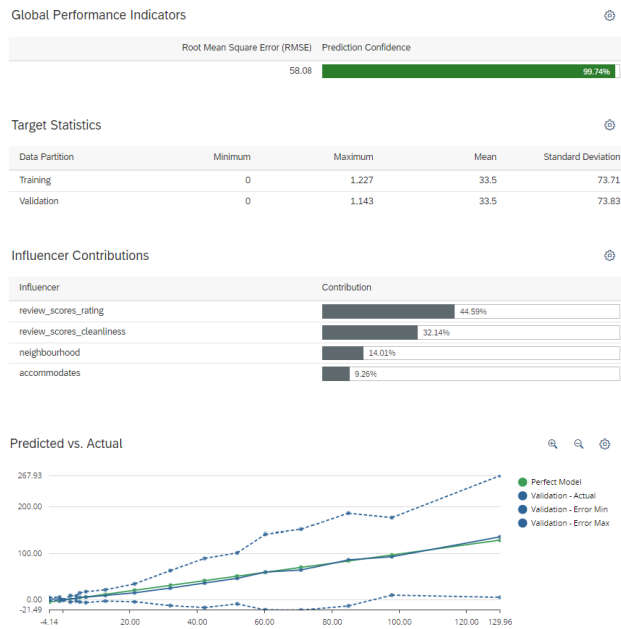 Global Performance Indicators
Root Mean Square Error (RMSE) Prediction Confidence
58.08 99.74%
Target Statistics
Data Partition Minimum Maximum Mean Standard Deviation
Training 0 1,227 33.5 73.71
Validation 0 1,143 33.5 73.83
Influencer Contributions
Influencer Contribution
review_scores_rating 44.59%
review_scores_cleanliness 32.14%
neighbourhood 14.01%
accommodates 9.26%
Predicted vs. Actual
267.93
200.00
100.00
0.00
-21.49
-4.14 20.00 40.00 60.00 80.00 100.00 120.00 129.96
Perfect Model
Validation - Actual
Validation - Error Min
Validation - Error Max